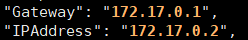 "Gateway": "172.17.0.1",
"IPAddress": "172.17.0.2",